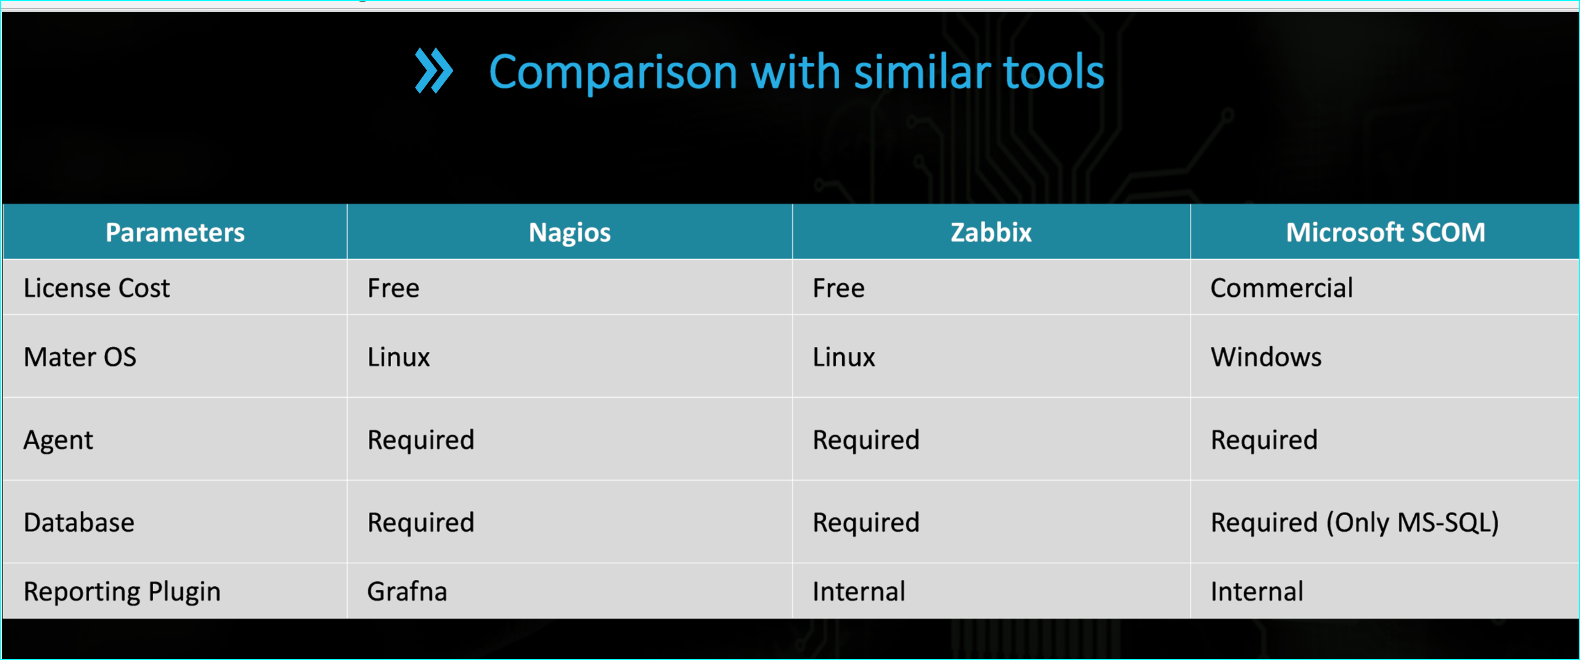 Comparison with similar tools
Parameters Nagios Zabbix Microsoft SCOM
License Cost Free Free Commercial
Mater OS Linux Linux Windows
Agent Required Required Required
Database Required Required Required (Only MS-SQL)
Reporting Plugin Grafna Internal Internal